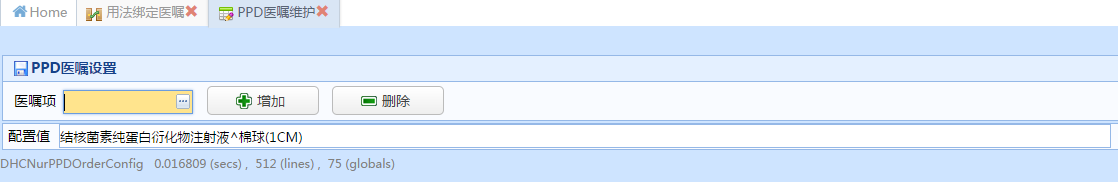 Home 用法绑定医嘱 PPD医嘱维护
PPD医嘱设置
医嘱项 ... 增加 删除
配置值 结核菌素纯蛋白衍化物注射液^棉球(1CM)
DHCNurPPDOrderConfig 0.016809 (secs) , 512 (lines) , 75 (globals)